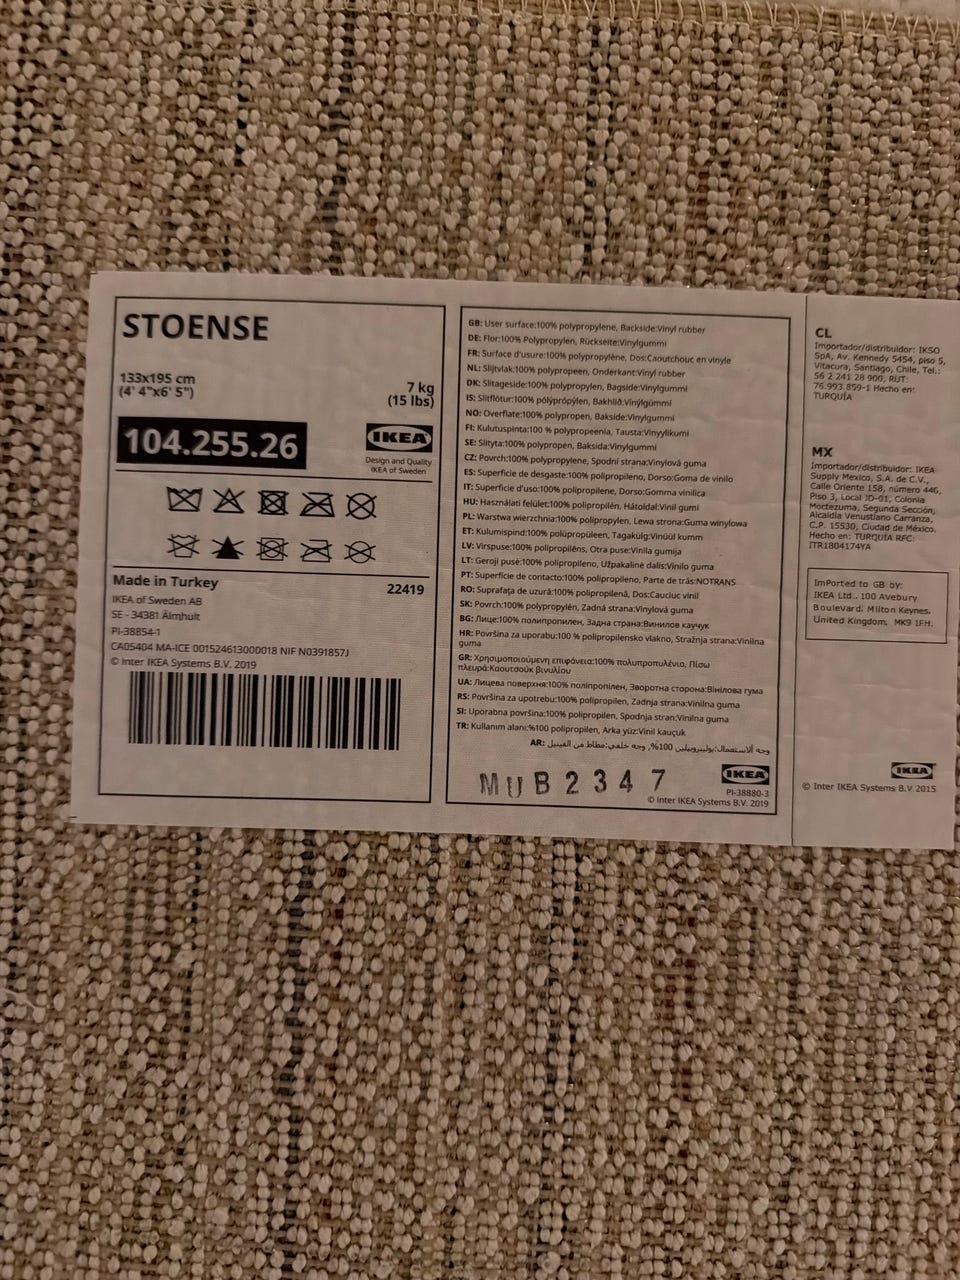 STOENSE
133x195 cm
(4' 4"x6' 5")
7 kg
(15 lbs)
104.255.26
IKEA
Design and Quality
IKEA of Sweden
Made in Turkey
22419
IKEA of Sweden AB
SE - 34381 Älmhult
PI-38854-1
CA05404 MA-ICE 001524613000018 NIF N0391857J
© Inter IKEA Systems B.V. 2019
GB: User surface:100% polypropylene, Backside:Vinyl rubber
DE: Flor:100% Polypropylen, Rückseite:Vinylgummi
FR: Surface d'usure:100% polypropylène, Dos:Caoutchouc en vinyle
NL: Slijtvlak:100% polypropeen, Onderkant:Vinyl rubber
DK: Slitageside:100% polypropylen, Bagside:Vinylgummi
IS: Slitflötur:100% pólýprópýlen, Bakhlið:Vinýlgúmmí
NO: Overflate:100% polypropen, Bakside:Vinylgummi
FI: Kulutuspinta:100 % polypropeenia, Tausta:Vinyylikumi
SE: Slityta:100% polypropen, Baksida:Vinylgummi
CZ: Povrch:100% polypropylene, Spodní strana:Vinylová guma
ES: Superficie de desgaste:100% polipropileno, Dorso:Goma de vinilo
IT: Superficie d'uso:100% polipropilene, Dorso:Gomma vinilica
HU: Használati felület:100% polipropilén, Hátoldal:Vinil gumi
PL: Warstwa wierzchnia:100% polipropylen, Lewa strona:Guma winylowa
ET: Kulumispind:100% polüpropüleen, Tagakülg:Vinüül kumm
LV: Virspuse:100% polipropilēns, Otra puse:Vinila gumija
LT: Geroji pusė:100% polipropileno, Užpakalinė dalis:Vinilo guma
PT: Superfície de contacto:100% polipropileno, Parte de trás:NOTRANS
RO: Suprafaţa de uzură:100% polipropilenă, Dos:Cauciuc vinil
SK: Povrch:100% polypropylén, Zadná strana:Vinylová guma
BG: Лице:100% полипропилен, Задна страна:Винилов каучук
HR: Površina za uporabu:100 % polipropilensko vlakno, Stražnja strana:Vinilna
guma
GR: Χρησιμοποιούμενη επιφάνεια:100% πολυπροπυλένιο, Πίσω
πλευρά:Καουτσούκ βινυλίου
UA: Лицева поверхня:100% поліпропілен, Зворотна сторона:Вінілова гума
RS: Površina za upotrebu:100% polipropilen, Zadnja strana:Vinilna guma
SI: Uporabna površina:100% polipropilen, Spodnja stran:Vinilna guma
TR: Kullanım alanı:%100 polipropilen, Arka yüz:Vinil kauçuk
AR: وجه الاستعمال:بوليبروبيلين 100%, وجه خلفي:مطاط من الفينيل
MUB2347
IKEA
PI-38880-3
© Inter IKEA Systems B.V. 2019
CL
Importador/distribuidor: IKSO
SpA, Av. Kennedy 5454, piso 5,
Vitacura, Santiago, Chile, Tel.:
56 2 241 28 900, RUT:
76.993.859-1 Hecho en:
TURQUÍA
MX
Importador/distribuidor: IKEA
Supply Mexico, S.A. de C.V.,
Calle Oriente 158, número 446,
Piso 3, Local JD-01, Colonia
Moctezuma, Segunda Sección,
Alcaldía Venustiano Carranza,
C.P. 15530, Ciudad de México.
Hecho en: TURQUÍA RFC:
ITR1804174YA
ImPorted to GB by:
IKEA Ltd., 100 Avebury
Boulevard, Milton Keynes,
United Kingdom, MK9 1FH.
IKEA
© Inter IKEA Systems B.V 2015